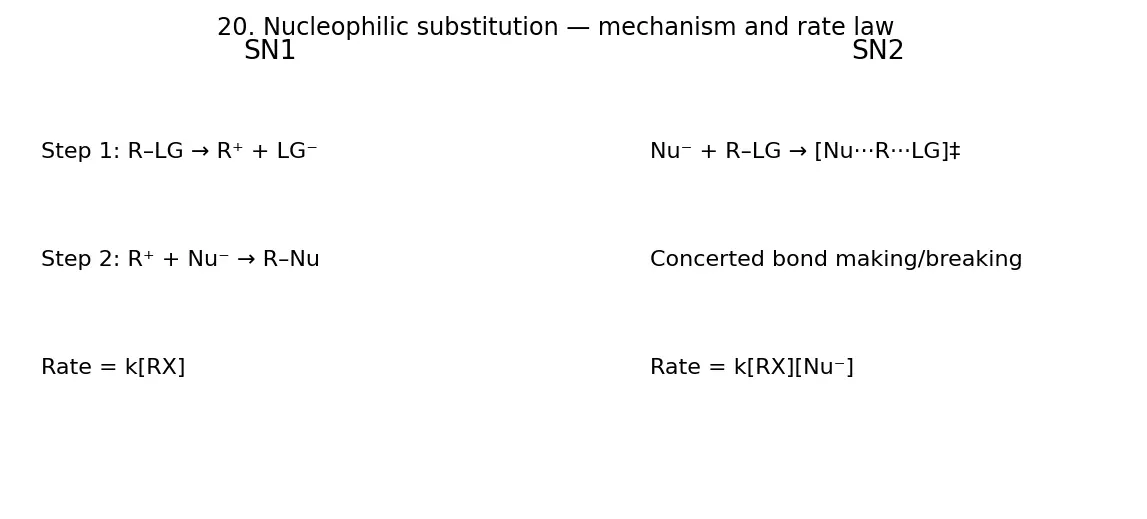 20. Nucleophilic substitution — mechanism and rate law
SN1
Step 1: R–LG → R⁺ + LG⁻
Step 2: R⁺ + Nu⁻ → R–Nu
Rate = k[RX]
SN2
Nu⁻ + R–LG → [Nu···R···LG]‡
Concerted bond making/breaking
Rate = k[RX][Nu⁻]